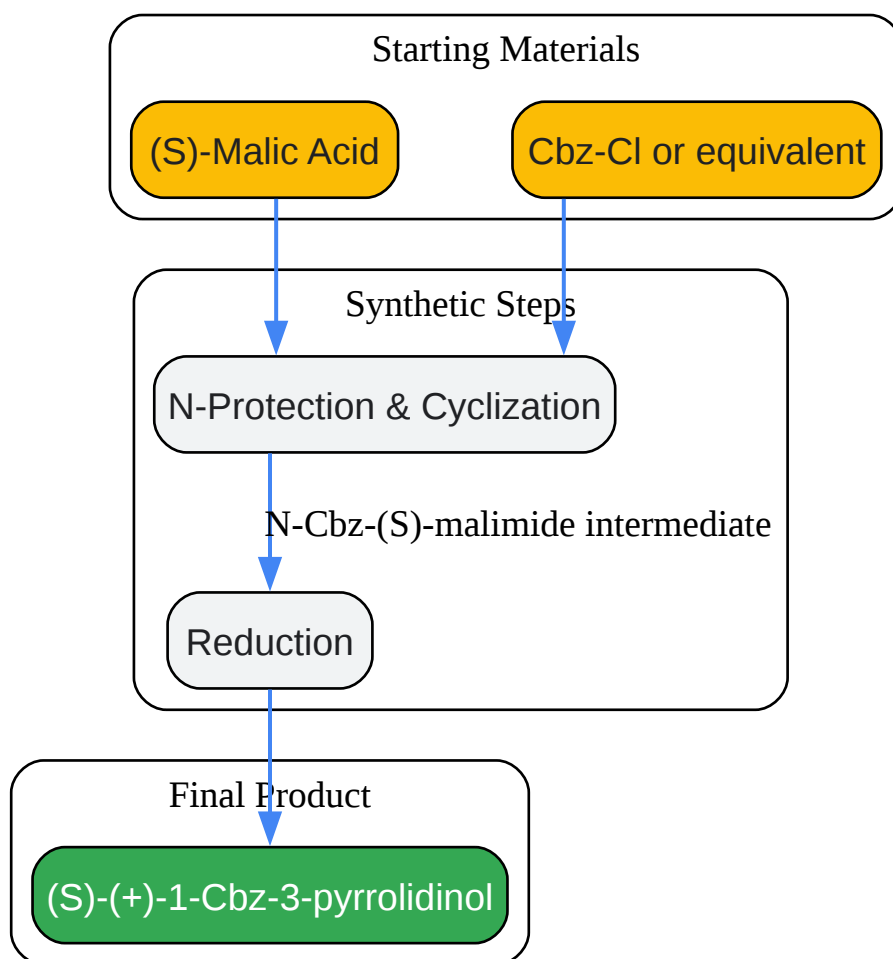 Starting Materials
(S)-Malic Acid
Cbz-Cl or equivalent
Synthetic Steps
N-Protection & Cyclization
N-Cbz-(S)-malimide intermediate
Reduction
Final Product
(S)-(+)-1-Cbz-3-pyrrolidinol